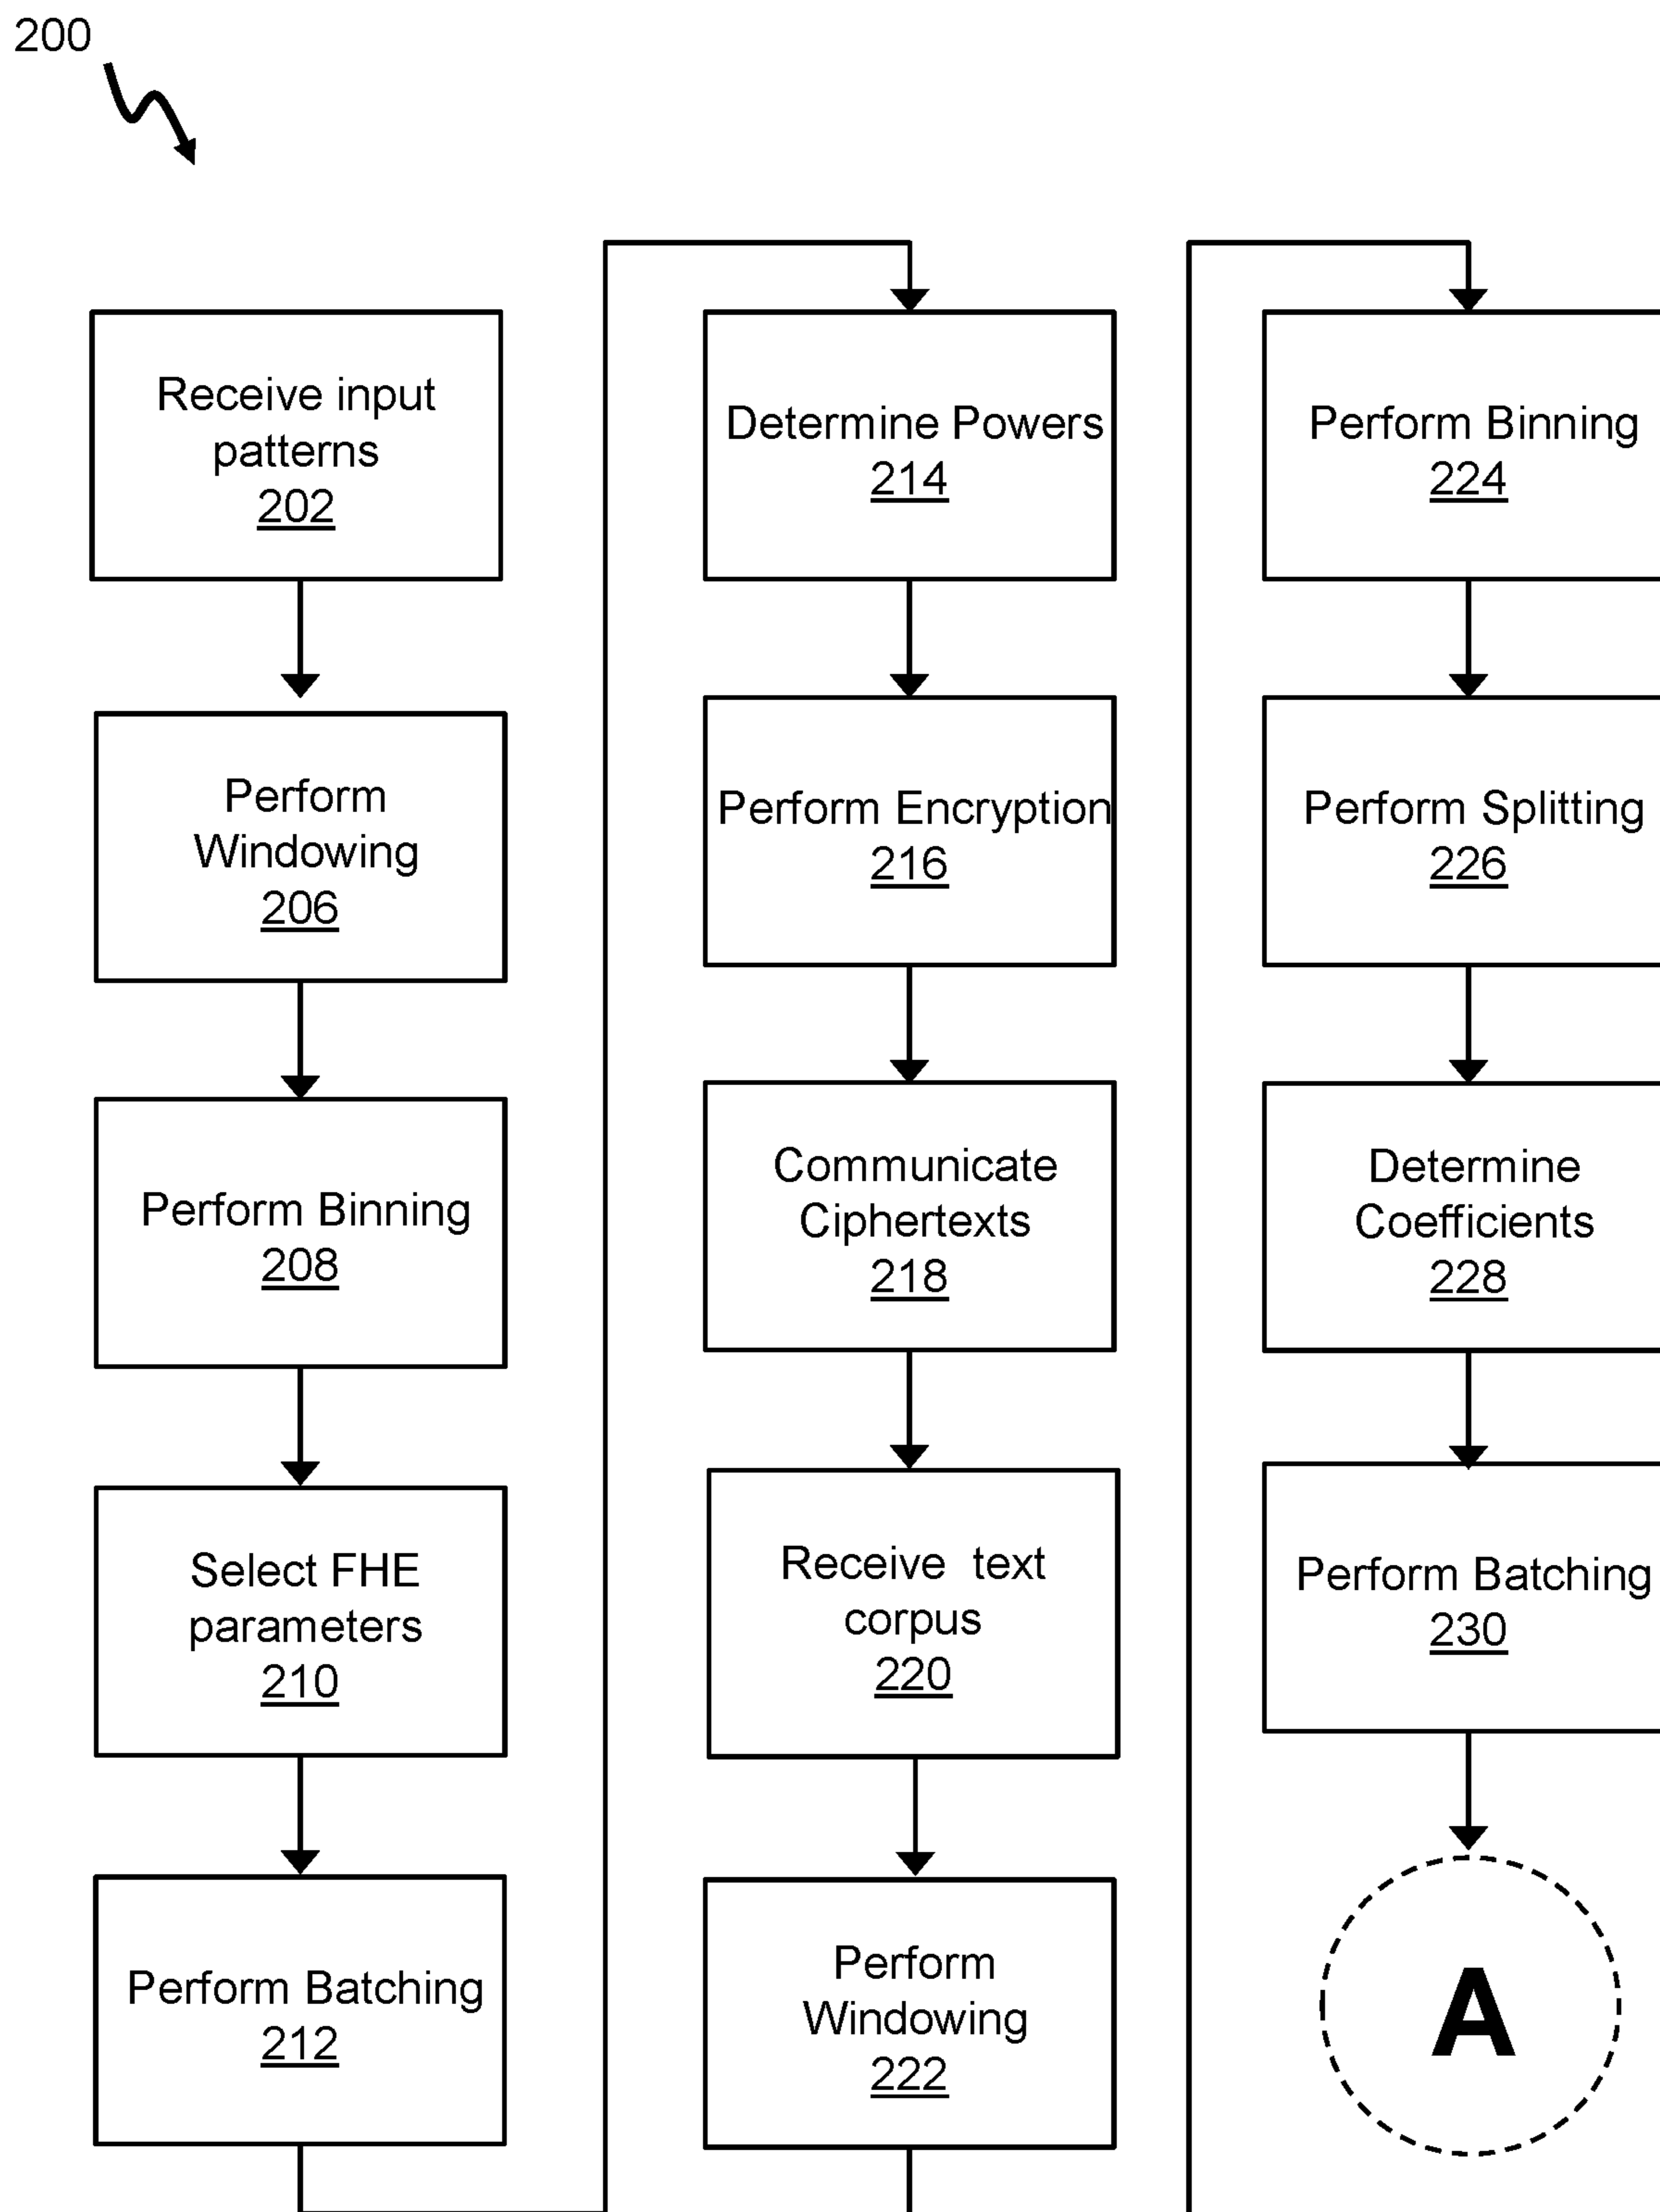 200
Receive input
patterns
202
Perform
Windowing
206
Perform Binning
208
Select FHE
parameters
210
Perform Batching
212
Determine Powers
214
Perform Encryption
216
Communicate
Ciphertexts
218
Receive text
corpus
220
Perform
Windowing
222
Perform Binning
224
Perform Splitting
226
Determine
Coefficients
228
Perform Batching
230
A